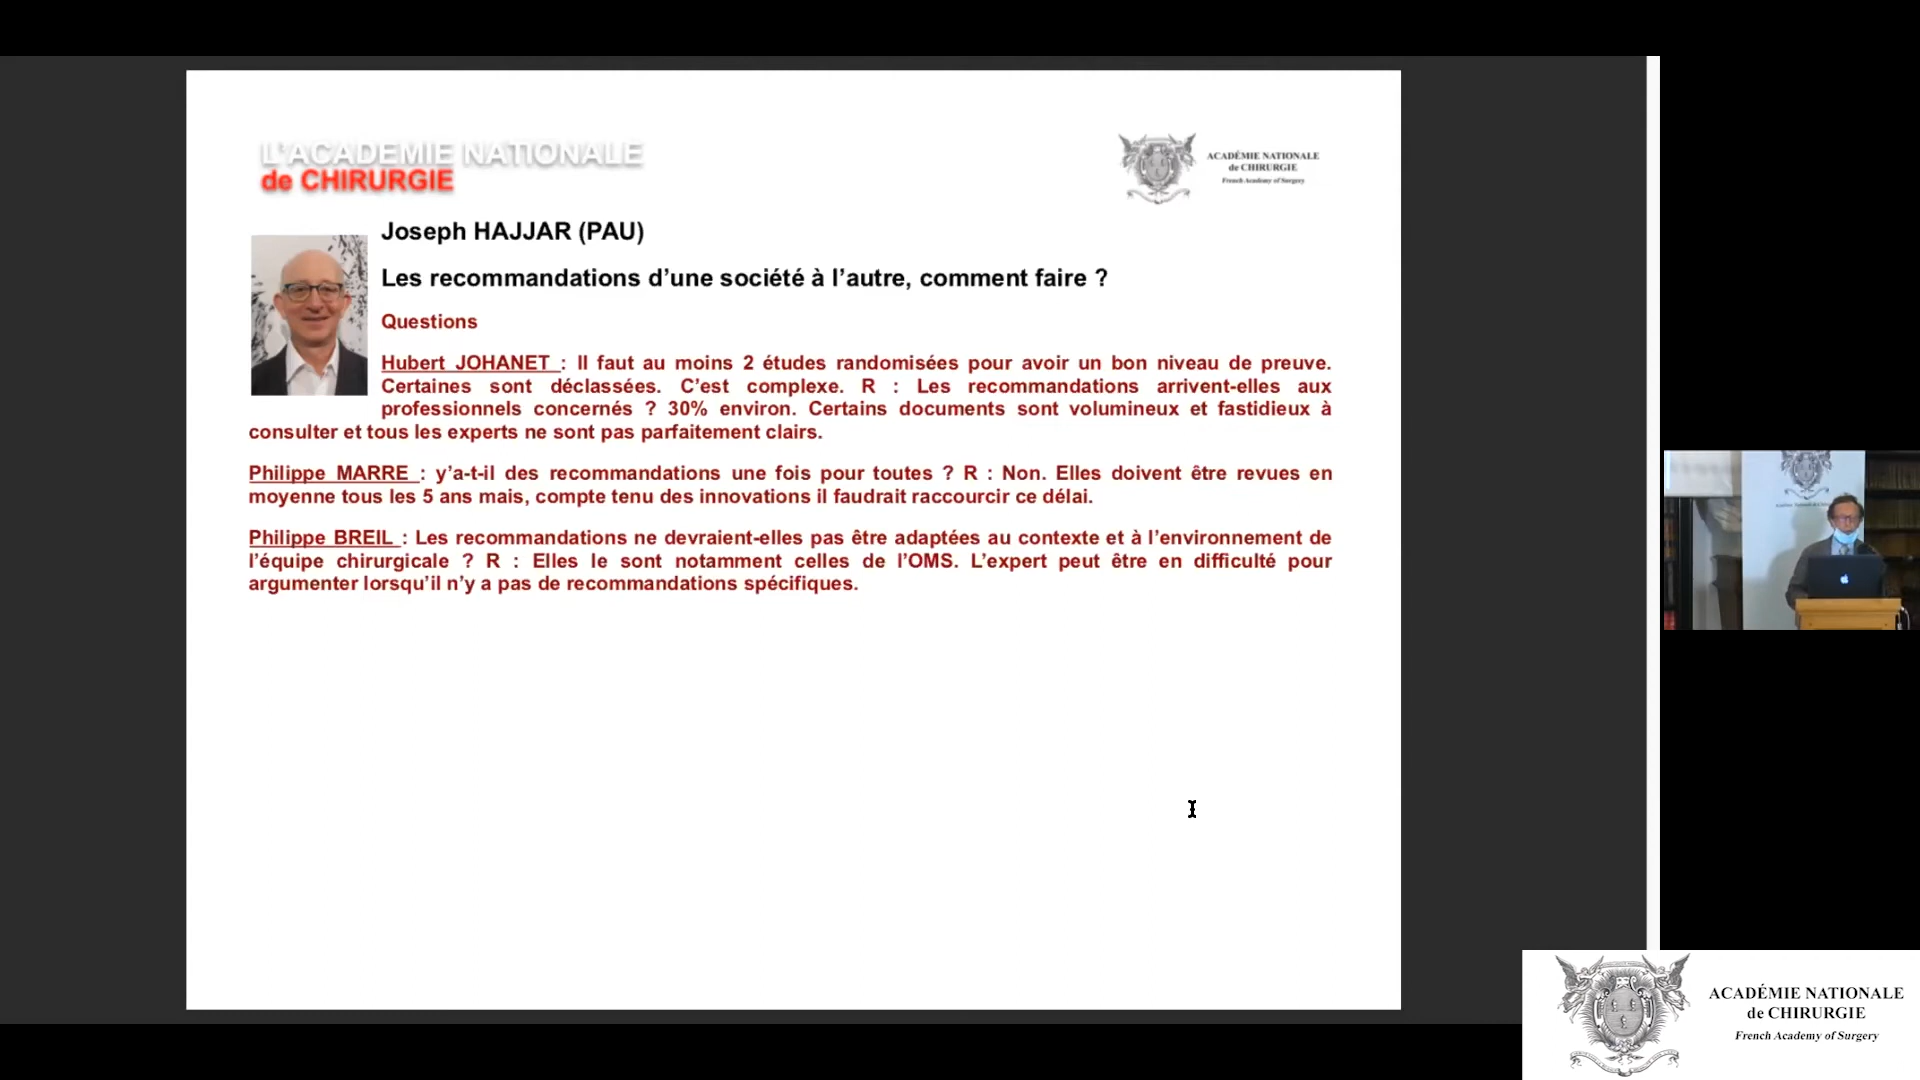 L'ACADEMIE NATIONALE
de CHIRURGIE
ACADÉMIE NATIONALE
de CHIRURGIE
French Academy of Surgery
Joseph HAJJAR (PAU)
Les recommandations d’une société à l’autre, comment faire ?
Questions
Hubert JOHANET : Il faut au moins 2 études randomisées pour avoir un bon niveau de preuve.
Certaines sont déclassées. C’est complexe. R : Les recommandations arrivent-elles aux
professionnels concernés ? 30% environ. Certains documents sont volumineux et fastidieux à
consulter et tous les experts ne sont pas parfaitement clairs.
Philippe MARRE : y’a-t-il des recommandations une fois pour toutes ? R : Non. Elles doivent être revues en
moyenne tous les 5 ans mais, compte tenu des innovations il faudrait raccourcir ce délai.
Philippe BREIL : Les recommandations ne devraient-elles pas être adaptées au contexte et à l’environnement de
l’équipe chirurgicale ? R : Elles le sont notamment celles de l’OMS. L’expert peut être en difficulté pour
argumenter lorsqu’il n’y a pas de recommandations spécifiques.
ACADÉMIE NATIONALE
de CHIRURGIE
French Academy of Surgery